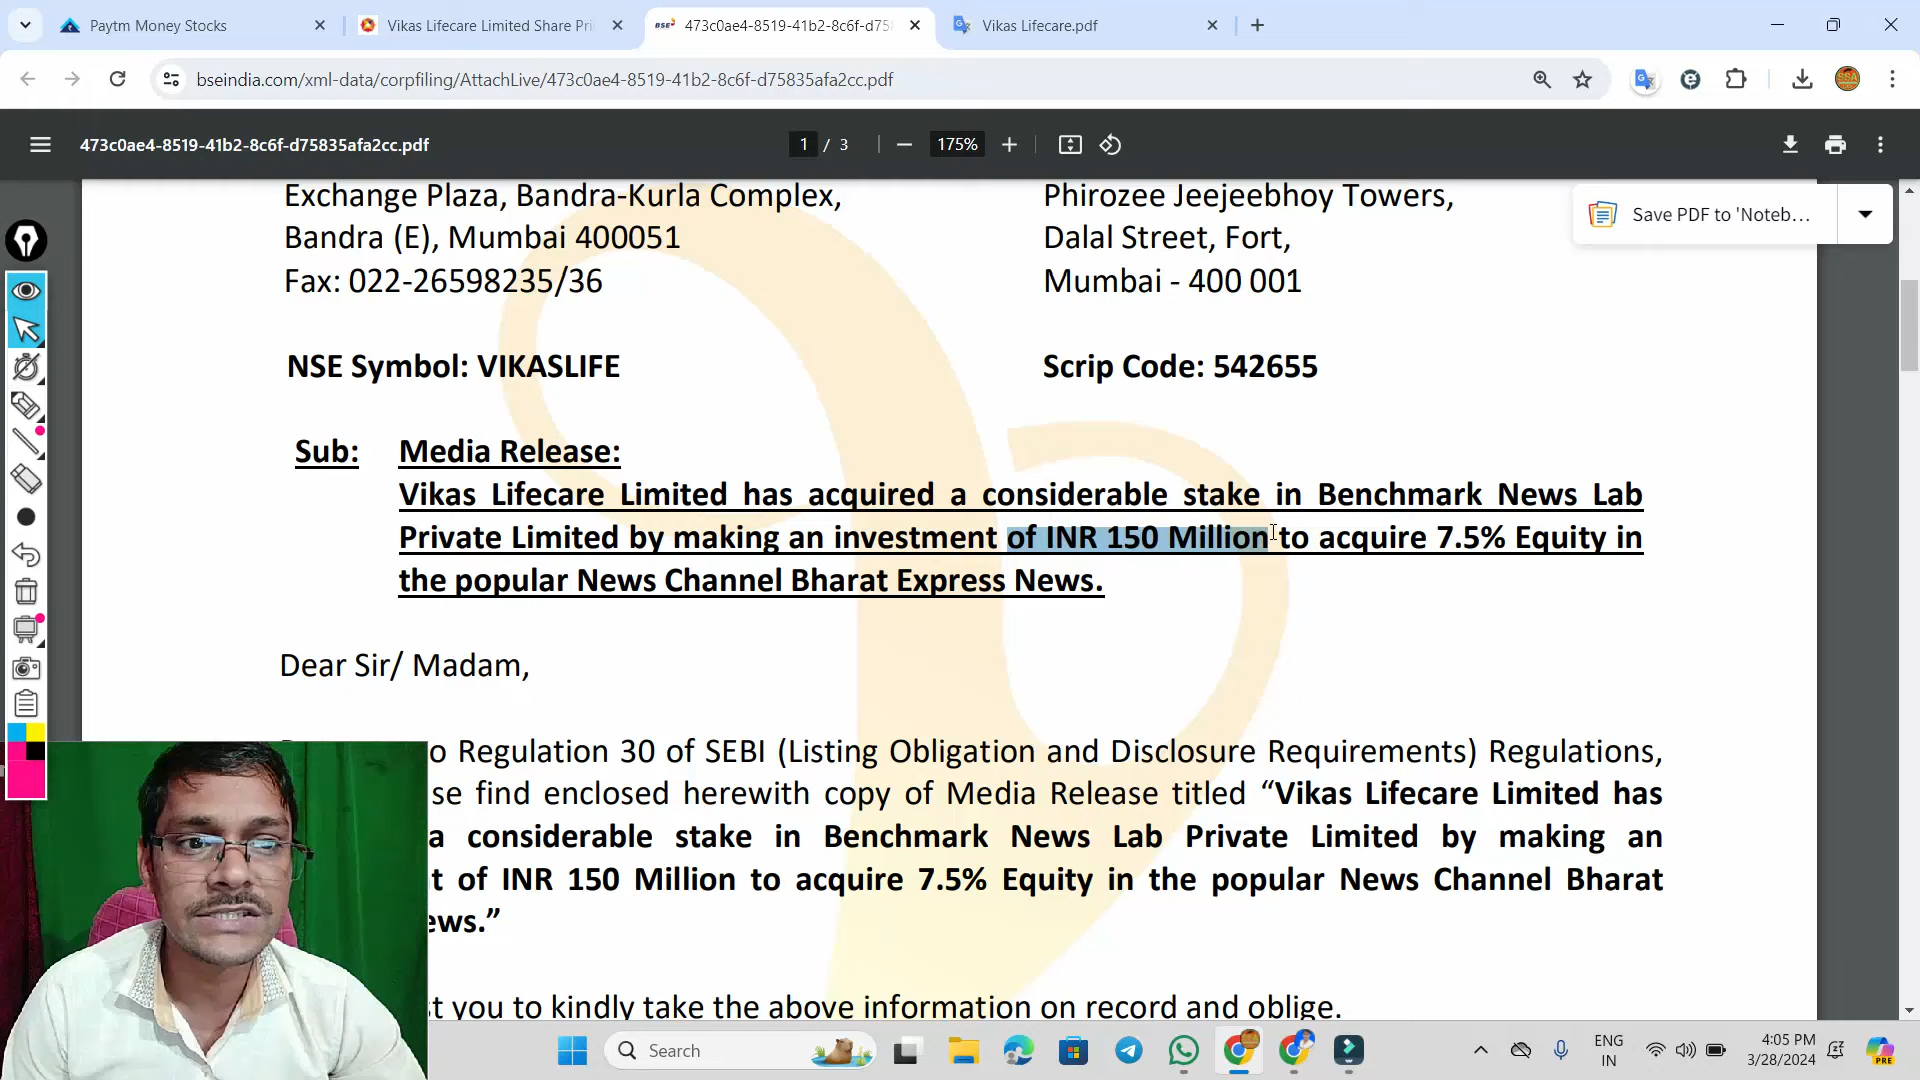 Paytm Money Stocks
Vikas Lifecare Limited Share Pri
BSE
473c0ae4-8519-41b2-8c6f-d758
Vikas Lifecare.pdf
bseindia.com/xml-data/corpfiling/AttachLive/473c0ae4-8519-41b2-8c6f-d75835afa2cc.pdf
473c0ae4-8519-41b2-8c6f-d75835afa2cc.pdf
1 / 3
175%
Save PDF to 'Noteb...
Exchange Plaza, Bandra-Kurla Complex,
Bandra (E), Mumbai 400051
Fax: 022-26598235/36
Phirozee Jeejeebhoy Towers,
Dalal Street, Fort,
Mumbai - 400 001
NSE Symbol: VIKASLIFE
Scrip Code: 542655
Sub: Media Release:
Vikas Lifecare Limited has acquired a considerable stake in Benchmark News Lab
Private Limited by making an investment of INR 150 Million to acquire 7.5% Equity in
the popular News Channel Bharat Express News.
Dear Sir/ Madam,
o Regulation 30 of SEBI (Listing Obligation and Disclosure Requirements) Regulations,
se find enclosed herewith copy of Media Release titled “Vikas Lifecare Limited has
a considerable stake in Benchmark News Lab Private Limited by making an
t of INR 150 Million to acquire 7.5% Equity in the popular News Channel Bharat
ews.”
st you to kindly take the above information on record and oblige.
Search
ENG
IN
4:05 PM
3/28/2024
PRE